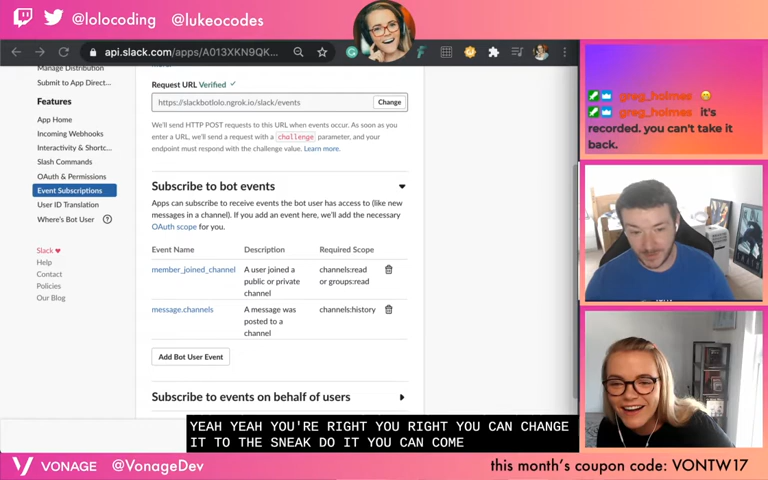 @lolocoding @lukeocodes
api.slack.com/apps/A013XKN9QK...
Manage Distribution
Submit to App Direct...
Features
App Home
Incoming Webhooks
Interactivity & Shortc...
Slash Commands
OAuth & Permissions
Event Subscriptions
User ID Translation
Where's Bot User
Slack
Help
Contact
Policies
Our Blog
Request URL Verified
https://slackbotlolo.ngrok.io/slack/events
Change
We'll send HTTP POST requests to this URL when events occur. As soon as you
enter a URL, we'll send a request with a challenge parameter, and your
endpoint must respond with the challenge value. Learn more.
Subscribe to bot events
Apps can subscribe to receive events the bot user has access to (like new
messages in a channel). If you add an event here, we'll add the necessary
OAuth scope for you.
Event Name Description Required Scope
member_joined_channel A user joined a channels:read
public or private or groups:read
channel
message.channels A message was channels:history
posted to a
channel
Add Bot User Event
Subscribe to events on behalf of users
YEAH YEAH YOU'RE RIGHT YOU RIGHT YOU CAN CHANGE
IT TO THE SNEAK DO IT YOU CAN COME
greg_holmes
greg_holmes it's
recorded. you can't take it
back.
VONAGE @VonageDev
this month's coupon code: VONTW17